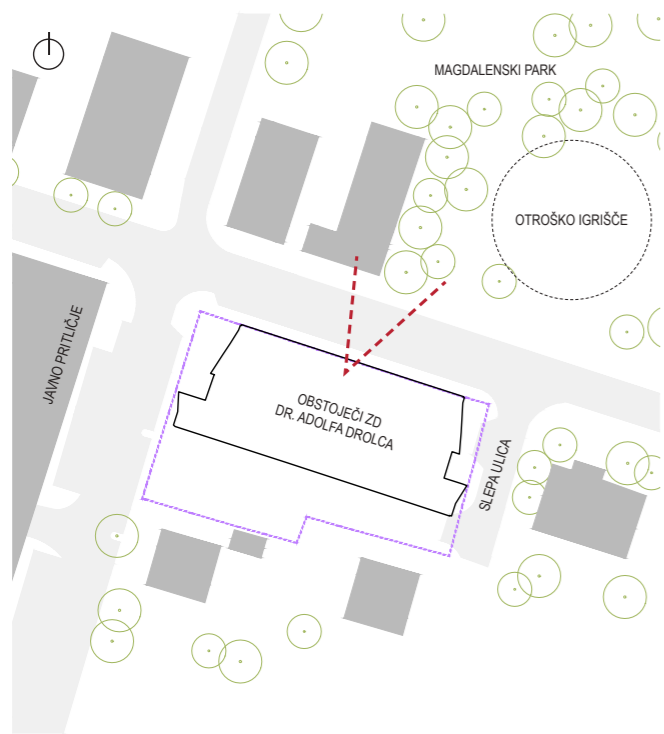 MAGDALENSKI PARK
OTROŠKO IGRIŠČE
JAVNO PRITLIČJE
OBSTOJEČI ZD
DR. ADOLFA DROLCA
SLEPA ULICA